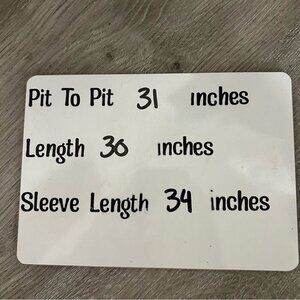 Pit To Pit 31 inches
Length 30 inches
Sleeve Length 34 inches